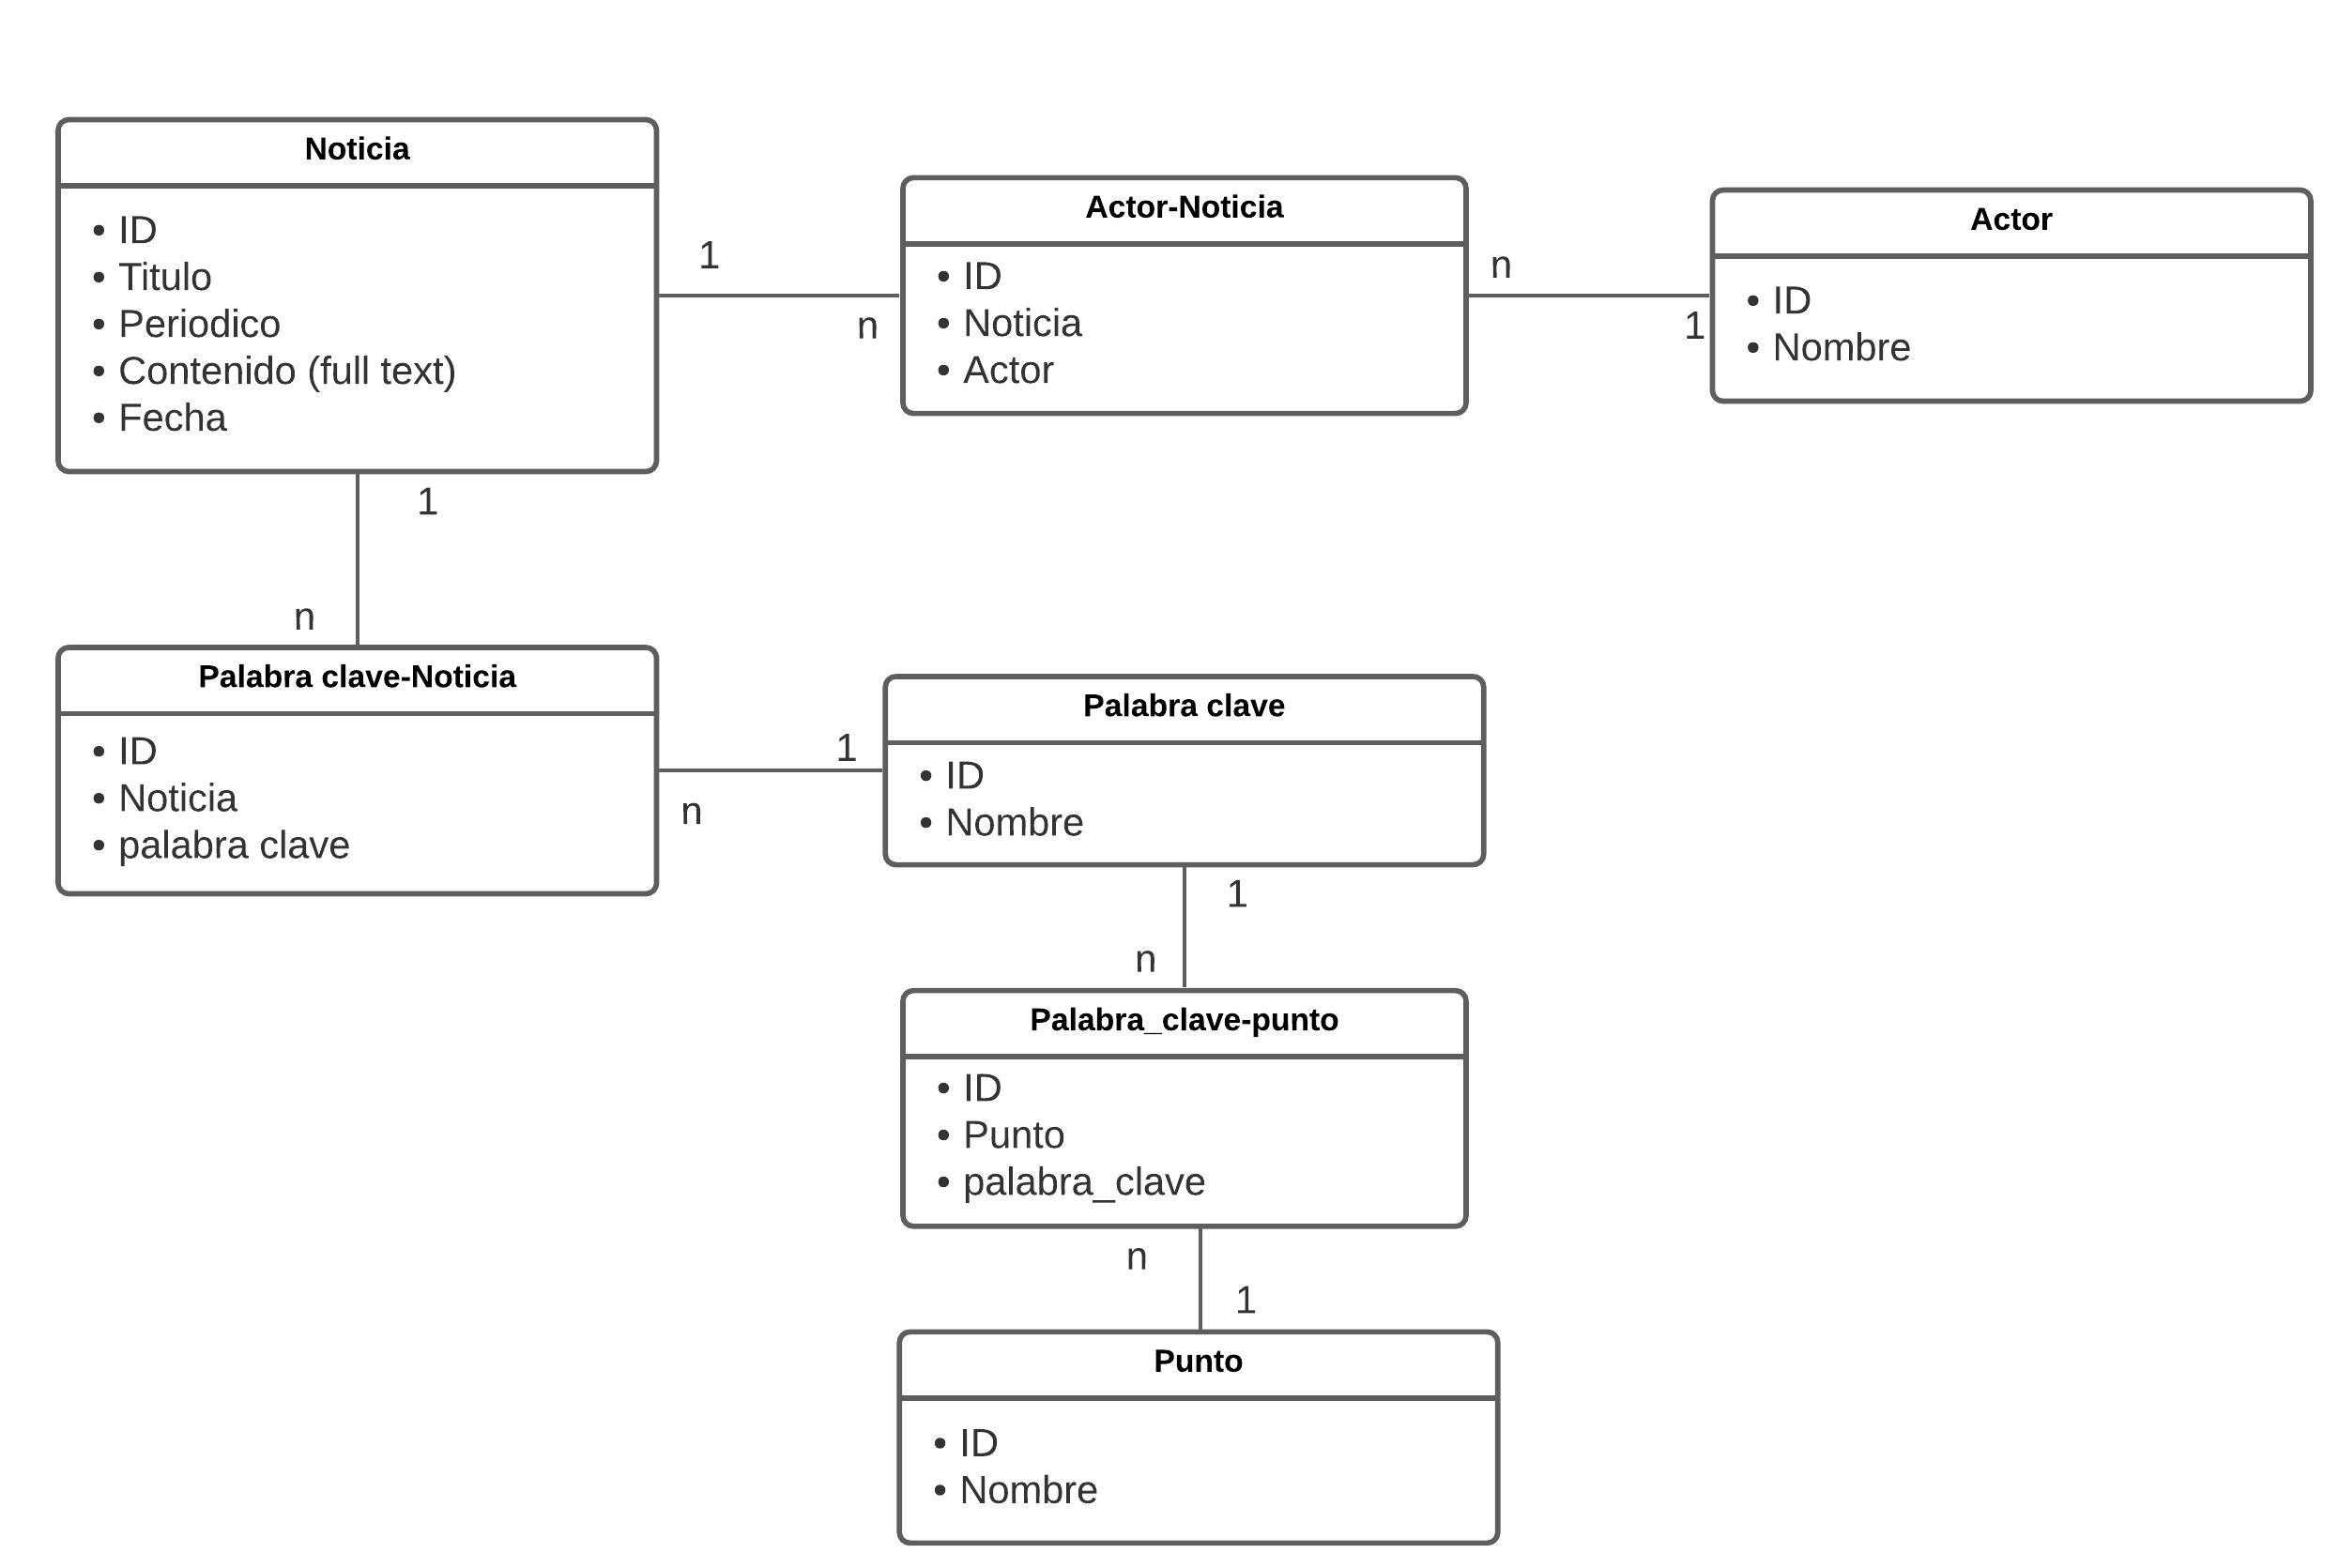 Noticia
• ID
• Titulo
• Periodico
• Contenido (full text)
• Fecha
1
n
Actor-Noticia
• ID
• Noticia
• Actor
n
1
Actor
• ID
• Nombre
1
n
Palabra clave-Noticia
• ID
• Noticia
• palabra clave
1
n
Palabra clave
• ID
• Nombre
1
n
Palabra_clave-punto
• ID
• Punto
• palabra_clave
n
1
Punto
• ID
• Nombre